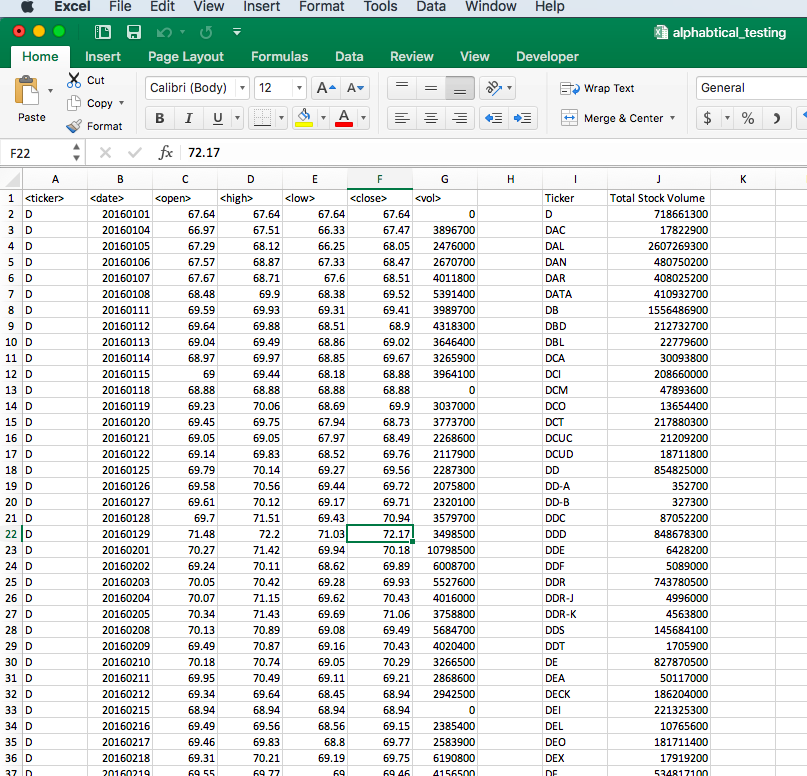 Excel File Edit View Insert Format Tools Data Window Help
alphabtical_testing
Home Insert Page Layout Formulas Data Review View Developer
Paste Cut Copy Format Calibri (Body) 12 A A Wrap Text General
B I U A Merge & Center $ %
F22 fx 72.17
A B C D E F G H I J K
1 <ticker> <date> <open> <high> <low> <close> <vol> Ticker Total Stock Volume
2 D 20160101 67.64 67.64 67.64 67.64 0 D 718661300
3 D 20160104 66.97 67.51 66.33 67.47 3896700 DAC 17822900
4 D 20160105 67.29 68.12 66.25 68.05 2476000 DAL 2607269300
5 D 20160106 67.57 68.87 67.33 68.47 2670700 DAN 480750200
6 D 20160107 67.67 68.71 67.6 68.51 4011800 DAR 408025200
7 D 20160108 68.48 69.9 68.38 69.52 5391400 DATA 410932700
8 D 20160111 69.59 69.93 69.31 69.41 3989700 DB 1556486900
9 D 20160112 69.64 69.88 68.51 68.9 4318300 DBD 212732700
10 D 20160113 69.04 69.49 68.86 69.02 3646400 DBL 22779600
11 D 20160114 68.97 69.97 68.85 69.67 3265900 DCA 30093800
12 D 20160115 69 69.44 68.18 68.88 3964100 DCI 208660000
13 D 20160118 68.88 68.88 68.88 68.88 0 DCM 47893600
14 D 20160119 69.23 70.06 68.69 69.9 3037000 DCO 13654400
15 D 20160120 69.45 69.75 67.94 68.73 3773700 DCT 217880300
16 D 20160121 69.05 69.05 67.97 68.49 2268600 DCUC 21209200
17 D 20160122 69.14 69.83 68.52 69.76 2117900 DCUD 18711800
18 D 20160125 69.79 70.14 69.27 69.56 2287300 DD 854825000
19 D 20160126 69.58 70.56 69.44 69.72 2075800 DD-A 352700
20 D 20160127 69.61 70.12 69.17 69.71 2320100 DD-B 327300
21 D 20160128 69.7 71.51 69.43 70.94 3579700 DDC 87052200
22 D 20160129 71.48 72.2 71.03 72.17 3498500 DDD 848678300
23 D 20160201 70.27 71.42 69.94 70.18 10798500 DDE 6428200
24 D 20160202 69.24 70.11 68.62 69.89 6008700 DDF 5089000
25 D 20160203 70.05 70.42 69.28 69.93 5527600 DDR 743780500
26 D 20160204 70.07 71.15 69.62 70.43 4016000 DDR-J 4996000
27 D 20160205 70.34 71.43 69.69 71.06 3758800 DDR-K 4563800
28 D 20160208 70.13 70.89 69.08 69.49 5684700 DDS 145684100
29 D 20160209 69.49 70.87 69.16 70.43 4020400 DDT 1705900
30 D 20160210 70.18 70.74 69.05 70.29 3266500 DE 827870500
31 D 20160211 69.95 70.49 69.11 69.21 2868600 DEA 50117000
32 D 20160212 69.34 69.64 68.45 68.94 2942500 DECK 186204000
33 D 20160215 68.94 68.94 68.94 68.94 0 DEI 221325300
34 D 20160216 69.49 69.56 68.56 69.15 2385400 DEL 10765600
35 D 20160217 69.46 69.83 68.8 69.77 2583900 DEO 181711400
36 D 20160218 69.31 70.21 69.19 69.75 6190800 DEX 17919200
37 D 20160219 69.55 69.77 69 69.46 4156500 DF 534817100